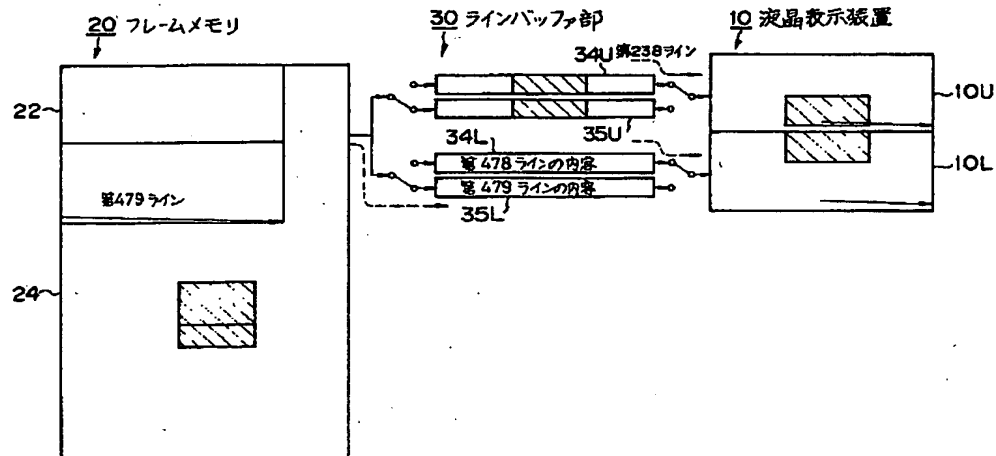 20 フレームメモリ
30 ラインバッファ部
10 液晶表示装置
34U 第238ライン
22
10U
35U
34L
10L
第478ラインの内容
第479ライン
第479ラインの内容
35L
24